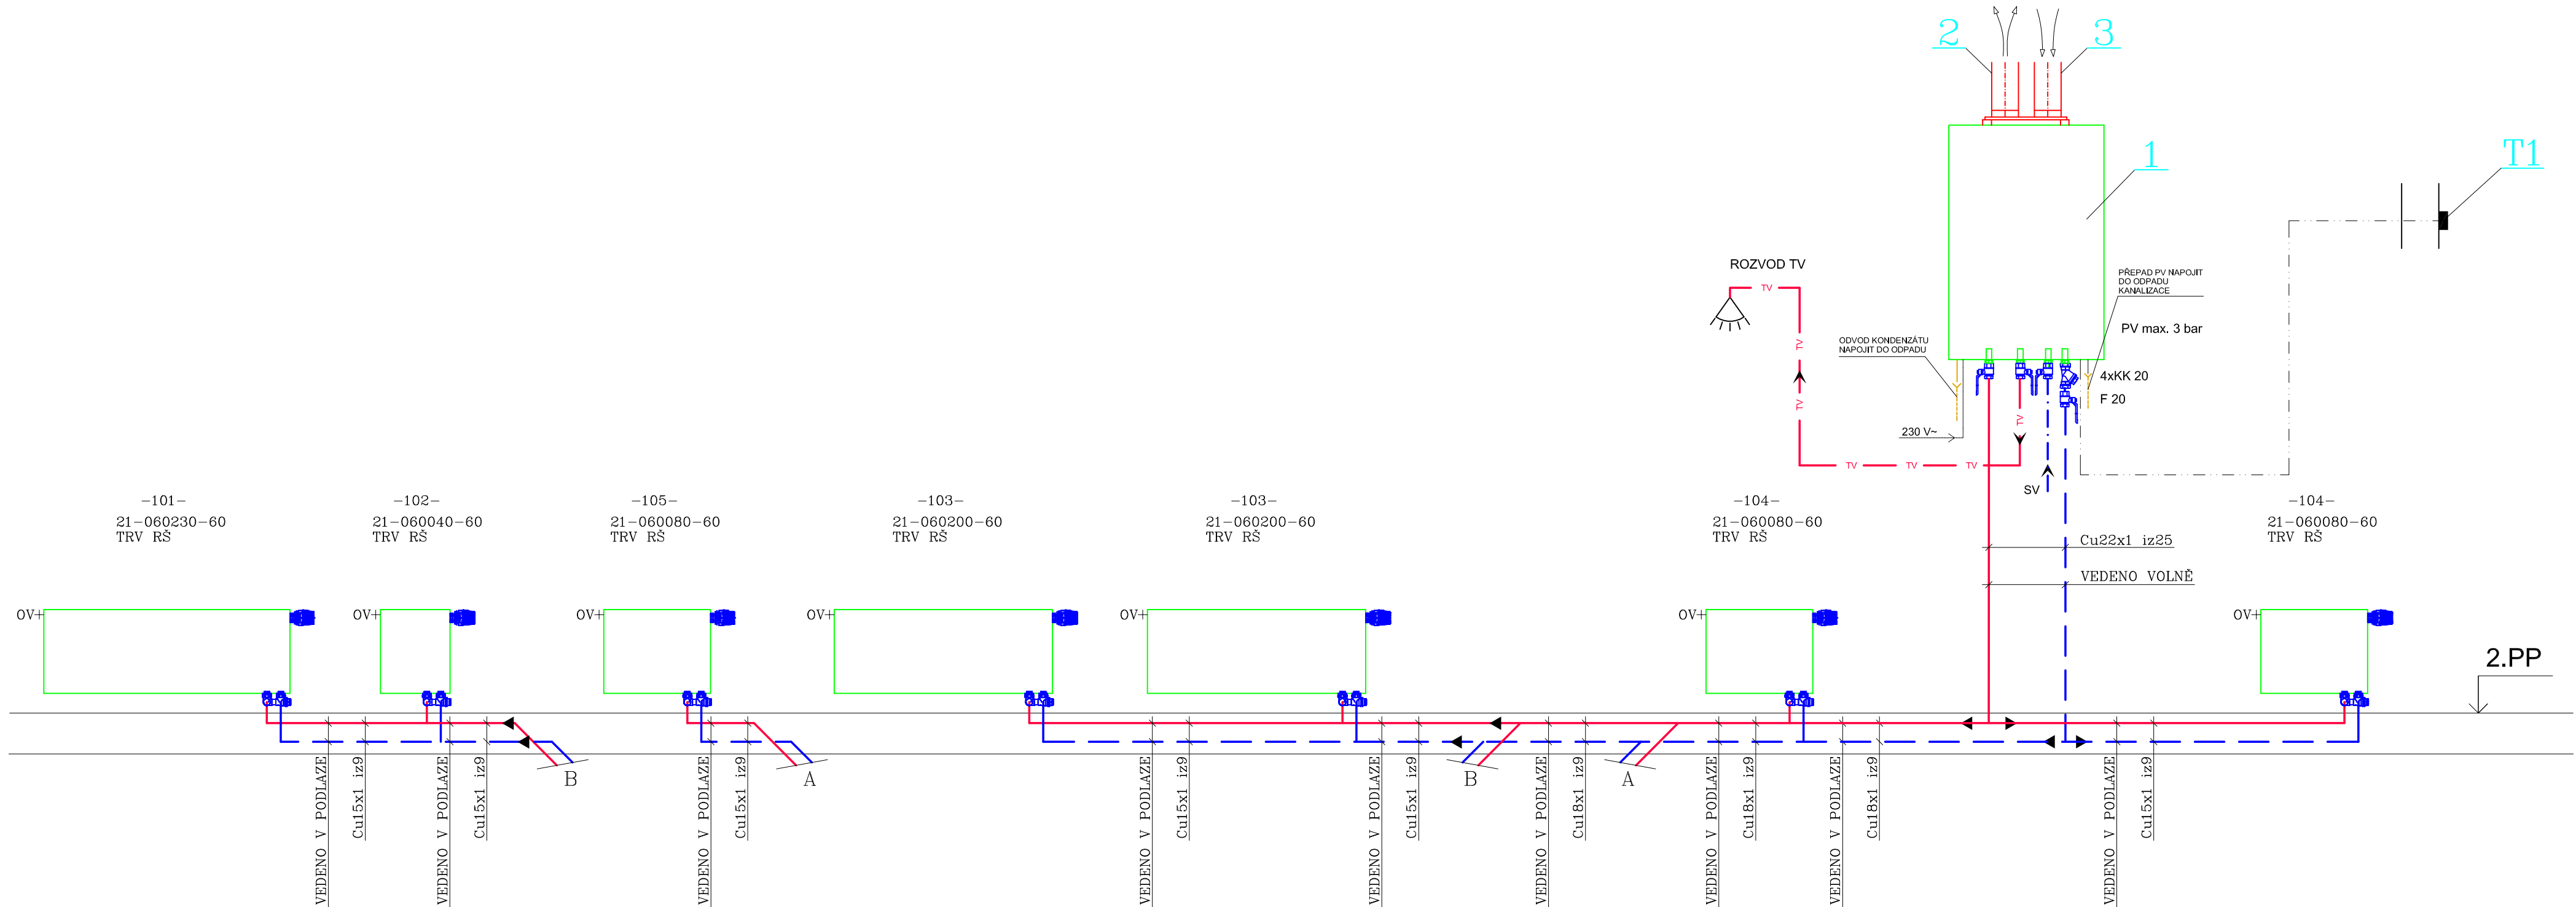 2
3
1
T1
ROZVOD TV
TV
TV
TV
TV
TV
TV
TV
ODVOD KONDENZÁTU
NAPOJIT DO ODPADU
PŘEPAD PV NAPOJIT
DO ODPADU
KANALIZACE
PV max. 3 bar
4xKK 20
F 20
230 V~
SV
-101-
21-060230-60
TRV RŠ
-102-
21-060040-60
TRV RŠ
-105-
21-060080-60
TRV RŠ
-103-
21-060200-60
TRV RŠ
-103-
21-060200-60
TRV RŠ
-104-
21-060080-60
TRV RŠ
-104-
21-060080-60
TRV RŠ
Cu22x1 iz25
VEDENO VOLNĚ
OV+
OV+
OV+
OV+
OV+
OV+
OV+
2.PP
B
A
B
A
VEDENO V PODLAZE
Cu15x1 iz9
VEDENO V PODLAZE
Cu15x1 iz9
VEDENO V PODLAZE
Cu15x1 iz9
VEDENO V PODLAZE
Cu15x1 iz9
VEDENO V PODLAZE
Cu15x1 iz9
VEDENO V PODLAZE
Cu18x1 iz9
VEDENO V PODLAZE
Cu18x1 iz9
VEDENO V PODLAZE
Cu18x1 iz9
VEDENO V PODLAZE
Cu15x1 iz9